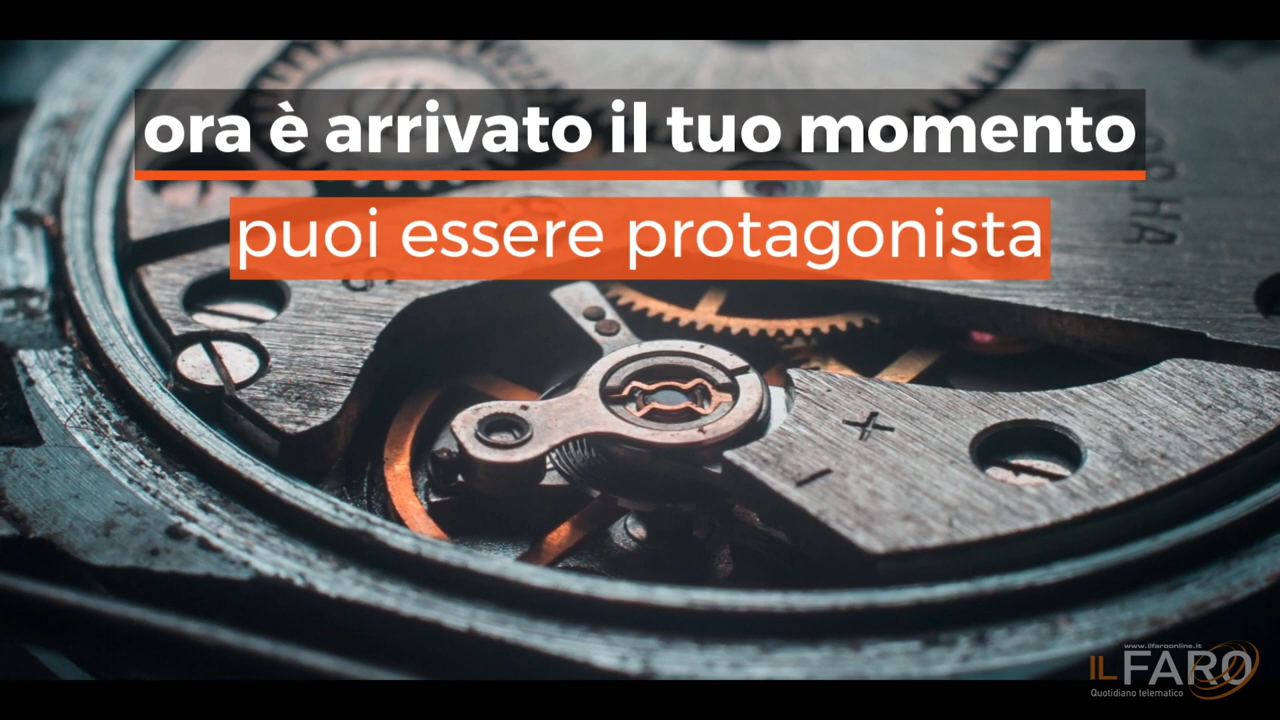 ora è arrivato il tuo momento
puoi essere protagonista
www.ilfaroonline.it
IL FARO
Quotidiano telematico